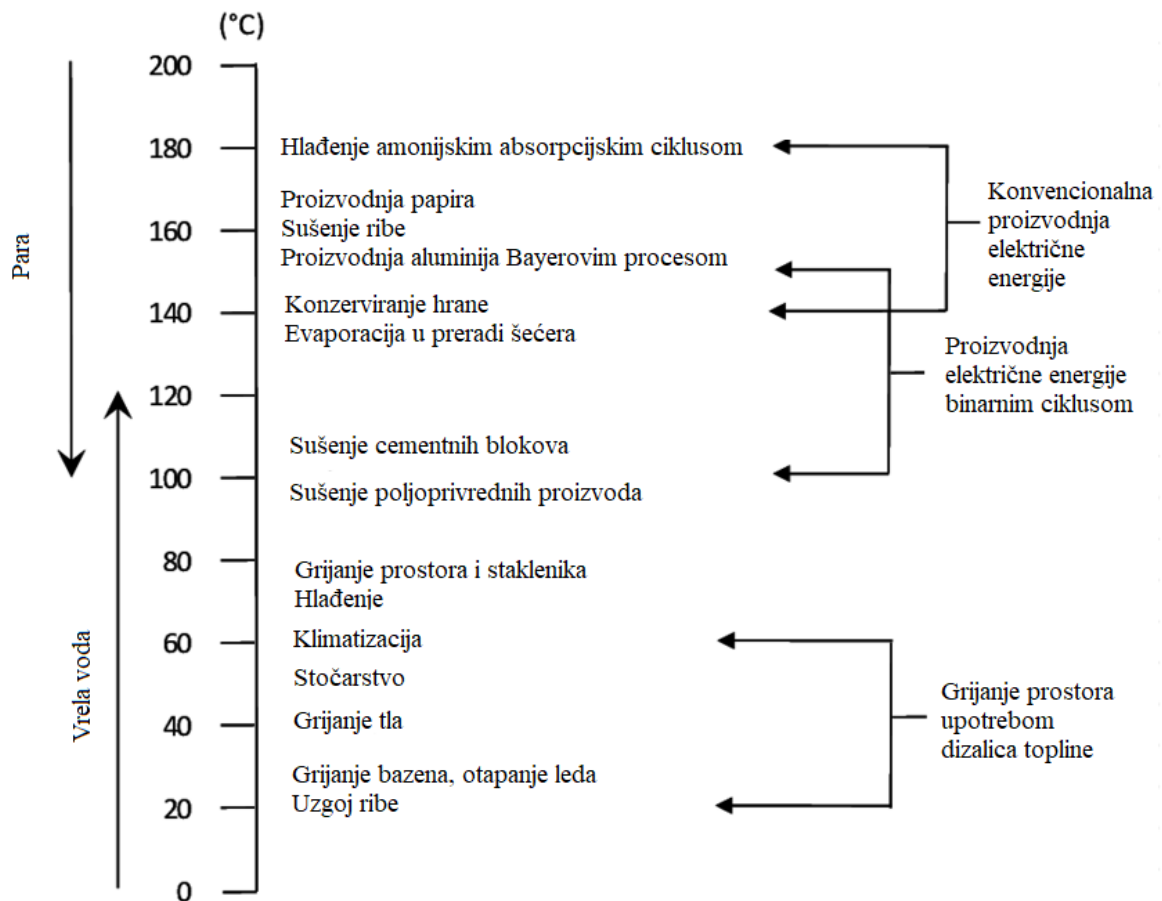 (°C)
200
180
160
140
120
100
80
60
40
20
0
Para
Vrela voda
Hlađenje amonijskim absorpcijskim ciklusom
Proizvodnja papira
Sušenje ribe
Proizvodnja aluminija Bayerovim procesom
Konzerviranje hrane
Evaporacija u preradi šećera
Sušenje cementnih blokova
Sušenje poljoprivrednih proizvoda
Grijanje prostora i staklenika
Hlađenje
Klimatizacija
Stočarstvo
Grijanje tla
Grijanje bazena, otapanje leda
Uzgoj ribe
Konvencionalna
proizvodnja
električne
energije
Proizvodnja
električne energije
binarnim ciklusom
Grijanje prostora
upotrebom
dizalica topline